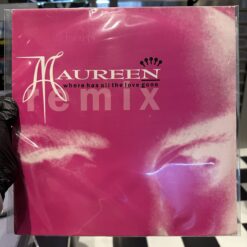 MAUREEN
where has all the love gone
remix